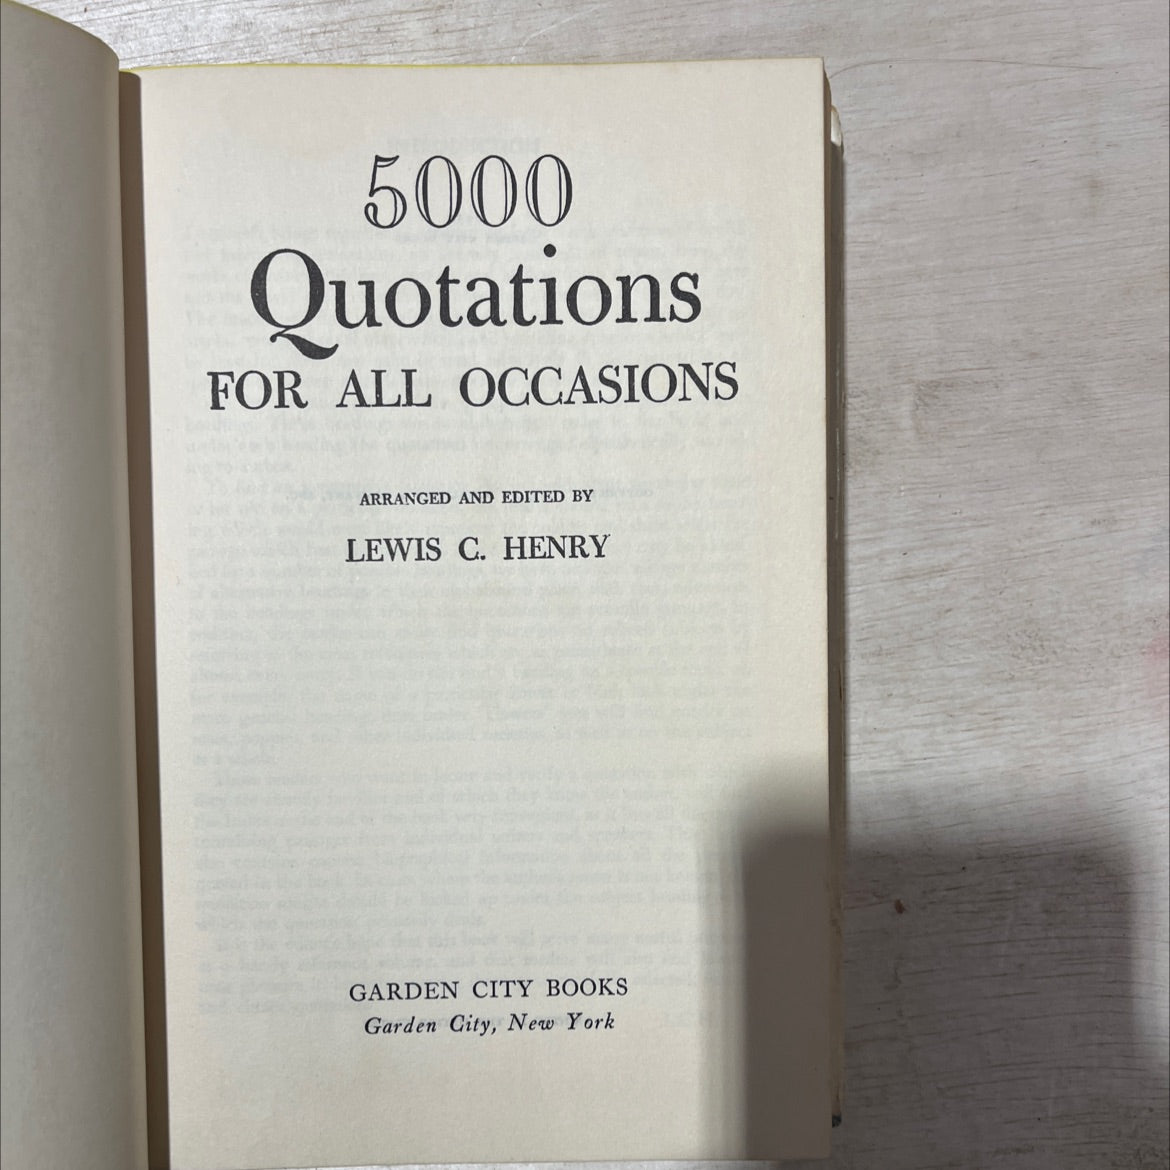 5000
Quotations
FOR ALL OCCASIONS
ARRANGED AND EDITED BY
LEWIS C. HENRY
GARDEN CITY BOOKS
Garden City, New York